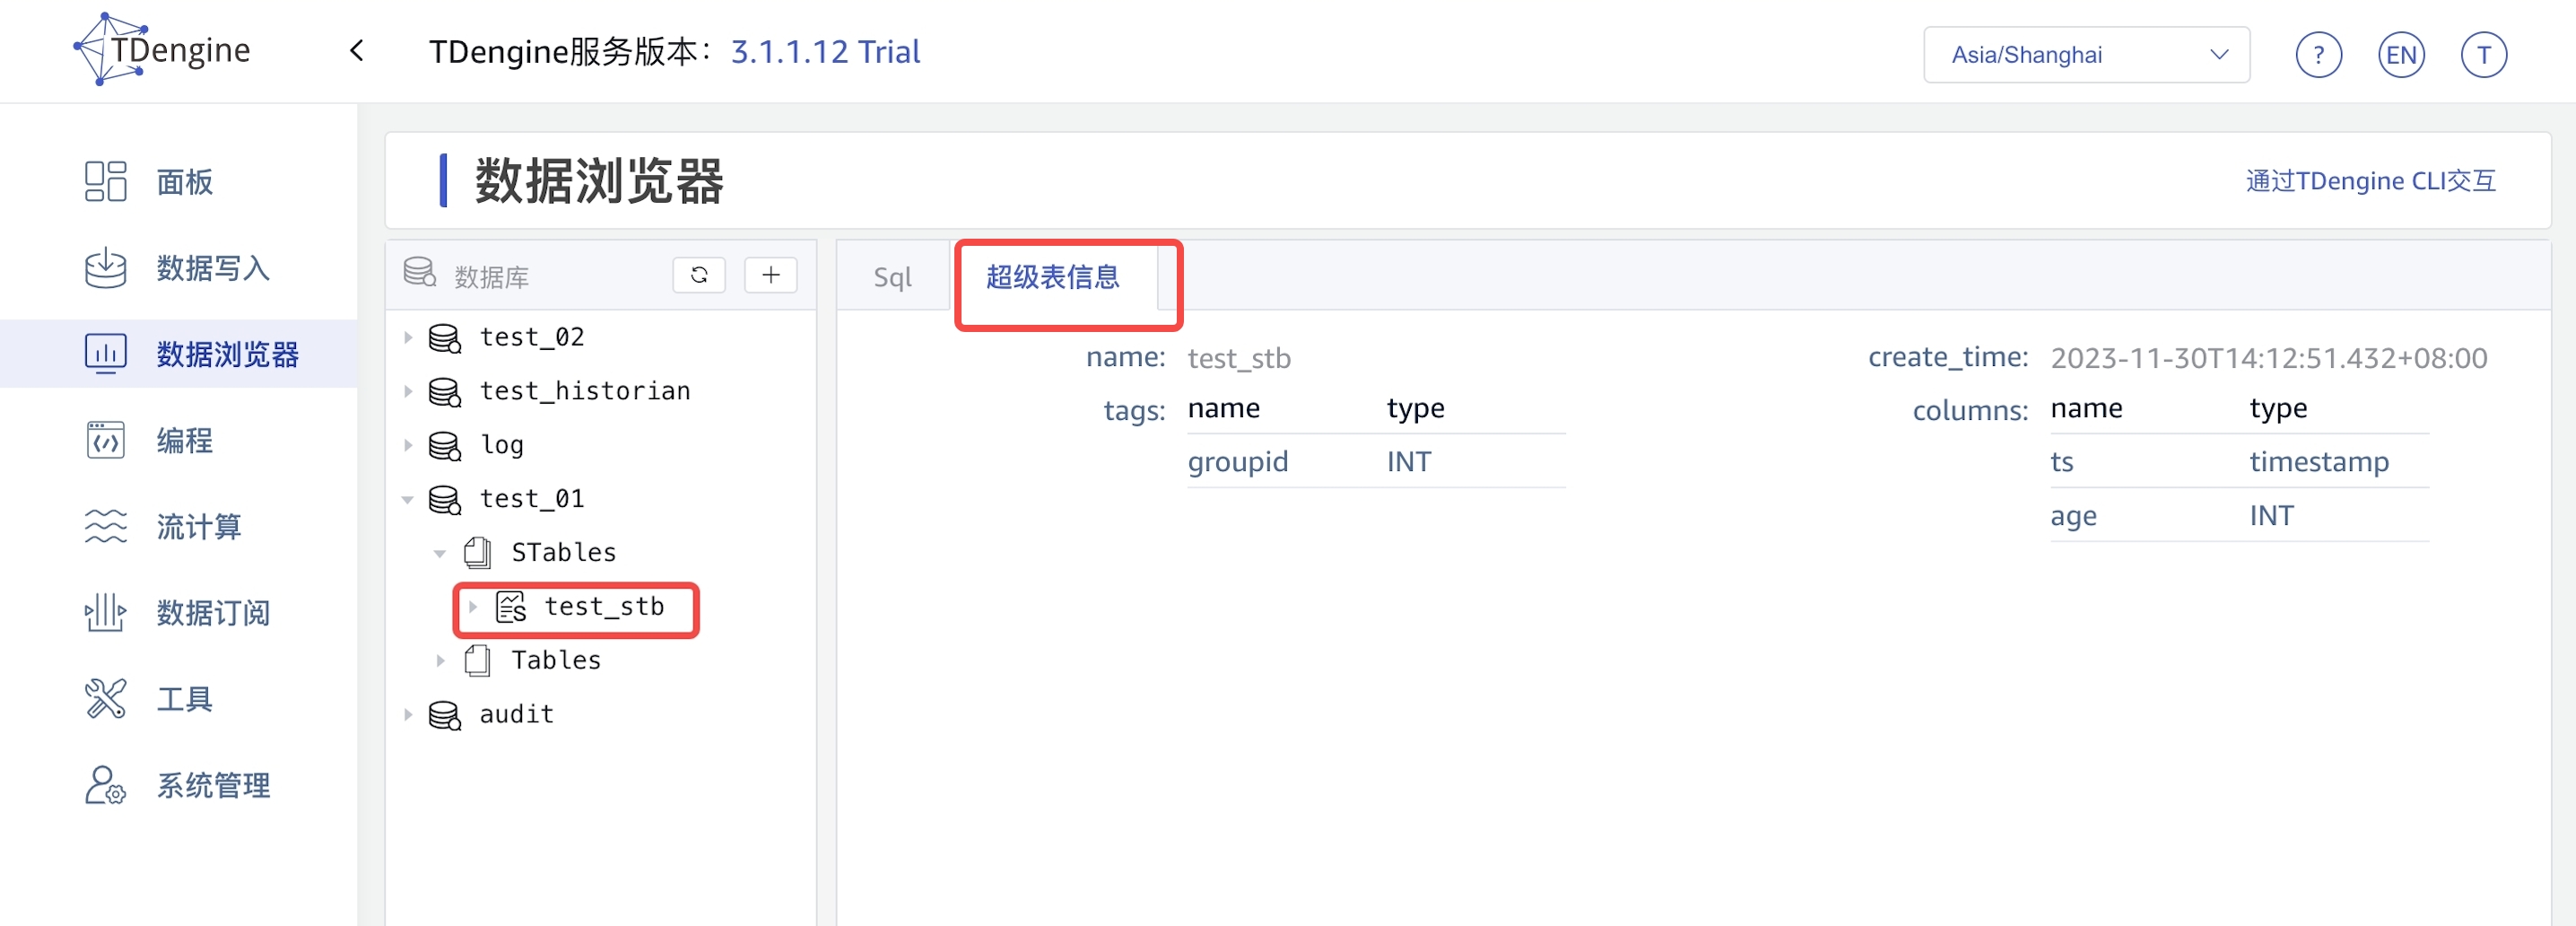 TDengine
TDengine服务版本： 3.1.1.12 Trial
Asia/Shanghai
?
EN
T
面板
数据写入
数据浏览器
编程
流计算
数据订阅
工具
系统管理
数据浏览器
通过TDengine CLI交互
数据库
test_02
test_historian
log
test_01
STables
test_stb
Tables
audit
Sql
超级表信息
name: test_stb
tags: name type
groupid INT
create_time: 2023-11-30T14:12:51.432+08:00
columns: name type
ts timestamp
age INT